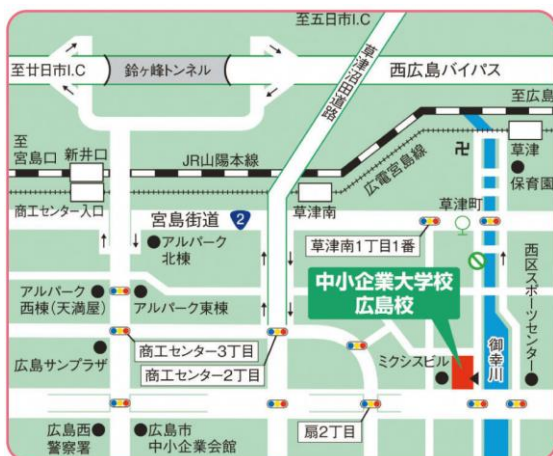 至五日市I.C
至廿日市I.C
鈴ヶ峰トンネル
草津沼田道路
西広島バイパス
至広島
至
宮島口
新井口
JR山陽本線
広電宮島線
卍
草津
保育園
商工センター入口
宮島街道
2
草津南
草津町
アルパーク
北棟
草津南1丁目1番
中小企業大学校
広島校
西区スポーツセンター
アルパーク
西棟(天満屋)
アルパーク東棟
御幸川
広島サンプラザ
商工センター3丁目
商工センター2丁目
ミクシスビル
広島西
警察署
広島市
中小企業会館
扇2丁目